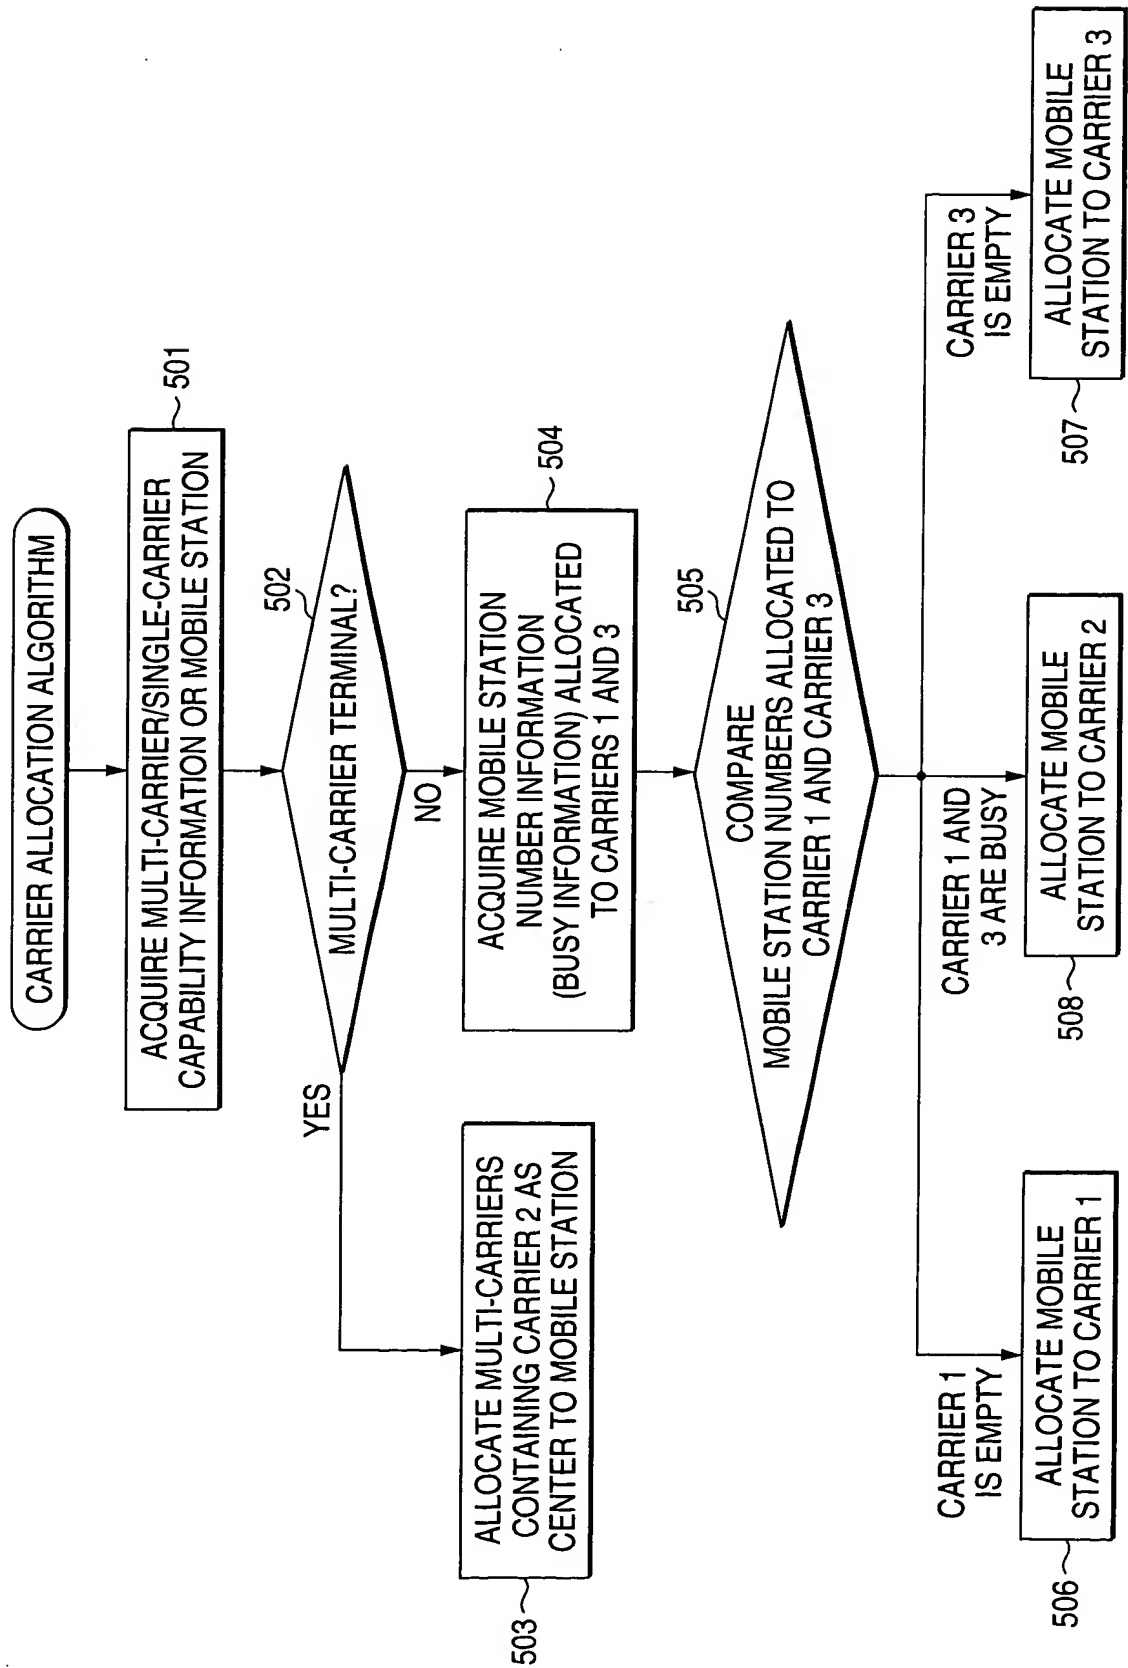 CARRIER ALLOCATION ALGORITHM
501
ACQUIRE MULTI-CARRIER/SINGLE-CARRIER
CAPABILITY INFORMATION OR MOBILE STATION
502
MULTI-CARRIER TERMINAL?
YES
NO
503
ALLOCATE MULTI-CARRIERS
CONTAINING CARRIER 2 AS
CENTER TO MOBILE STATION
504
ACQUIRE MOBILE STATION
NUMBER INFORMATION
(BUSY INFORMATION) ALLOCATED
TO CARRIERS 1 AND 3
505
COMPARE
MOBILE STATION NUMBERS ALLOCATED TO
CARRIER 1 AND CARRIER 3
CARRIER 1
IS EMPTY
CARRIER 1 AND
3 ARE BUSY
CARRIER 3
IS EMPTY
506
ALLOCATE MOBILE
STATION TO CARRIER 1
508
ALLOCATE MOBILE
STATION TO CARRIER 2
507
ALLOCATE MOBILE
STATION TO CARRIER 3